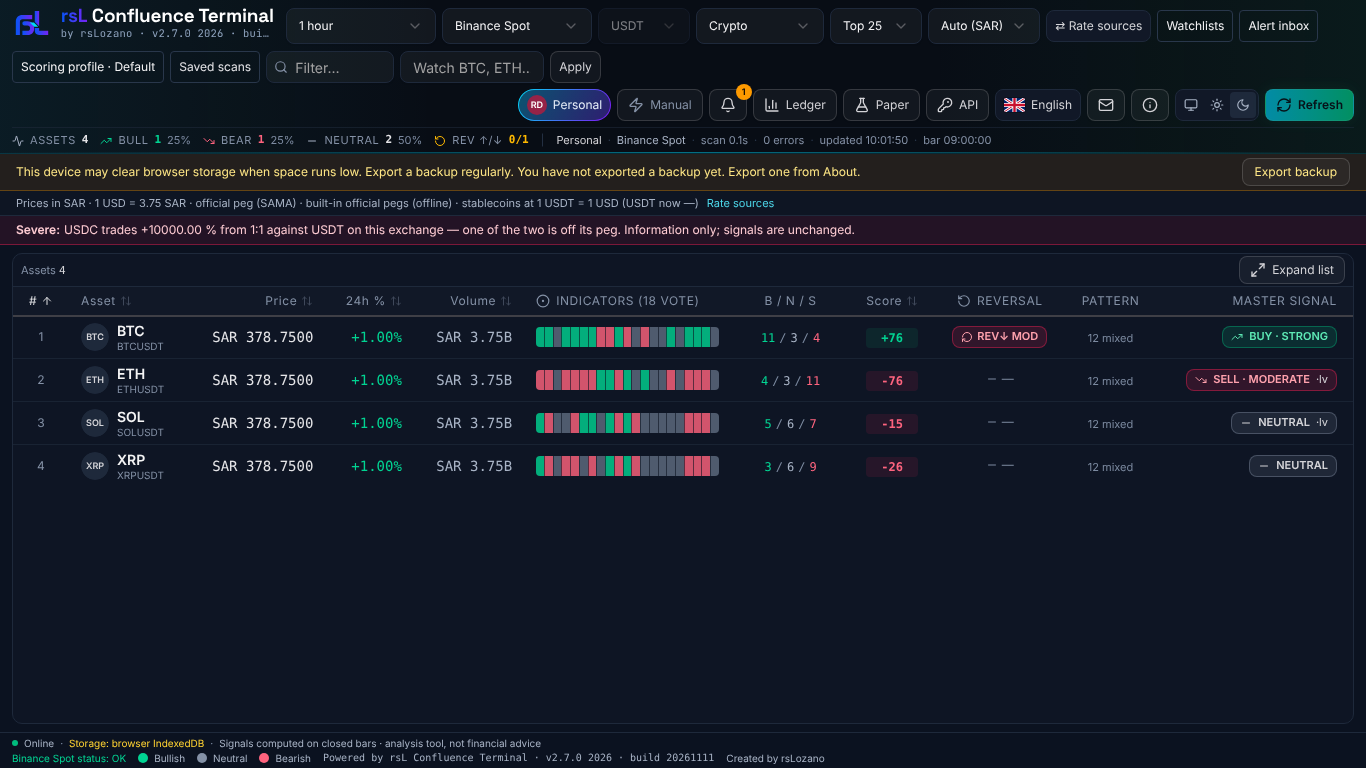 rsL Confluence Terminal
by rsLozano · v2.7.0 2026 · bui…
1 hour
Binance Spot
USDT
Crypto
Top 25
Auto (SAR)
⇄ Rate sources
Watchlists
Alert inbox
Scoring profile · Default
Saved scans
Filter...
Watch BTC, ETH..
Apply
RD Personal
Manual
1
Ledger
Paper
API
English
Refresh
ASSETS 4 BULL 1 25% BEAR 1 25% NEUTRAL 2 50% REV ↑/↓ 0/1 Personal · Binance Spot · scan 0.1s · 0 errors · updated 10:01:50 · bar 09:00:00
This device may clear browser storage when space runs low. Export a backup regularly. You have not exported a backup yet. Export one from About.
Export backup
Prices in SAR · 1 USD = 3.75 SAR · official peg (SAMA) · built-in official pegs (offline) · stablecoins at 1 USDT = 1 USD (USDT now —) Rate sources
Severe: USDC trades +10000.00 % from 1:1 against USDT on this exchange — one of the two is off its peg. Information only; signals are unchanged.
Assets 4
Expand list
# ↑ Asset ↑↓ Price ↑↓ 24h % ↑↓ Volume ↑↓ INDICATORS (18 VOTE) B / N / S Score ↑↓ REVERSAL PATTERN MASTER SIGNAL
1 BTC BTC SAR 378.7500 +1.00% SAR 3.75B 11 / 3 / 4 +76 REV↓ MOD 12 mixed BUY · STRONG
BTCUSDT
2 ETH ETH SAR 378.7500 +1.00% SAR 3.75B 4 / 3 / 11 -76 — — 12 mixed SELL · MODERATE ·lv
ETHUSDT
3 SOL SOL SAR 378.7500 +1.00% SAR 3.75B 5 / 6 / 7 -15 — — 12 mixed — NEUTRAL ·lv
SOLUSDT
4 XRP XRP SAR 378.7500 +1.00% SAR 3.75B 3 / 6 / 9 -26 — — 12 mixed — NEUTRAL
XRPUSDT
Online · Storage: browser IndexedDB · Signals computed on closed bars · analysis tool, not financial advice
Binance Spot status: OK Bullish Neutral Bearish Powered by rsL Confluence Terminal · v2.7.0 2026 · build 20261111 Created by rsLozano